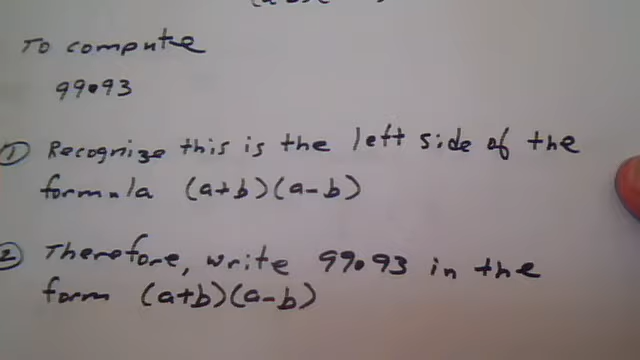 To compute
99•93
① Recognize this is the left side of the
formula (a+b)(a-b)
② Therefore, write 99•93 in the
form (a+b)(a-b)